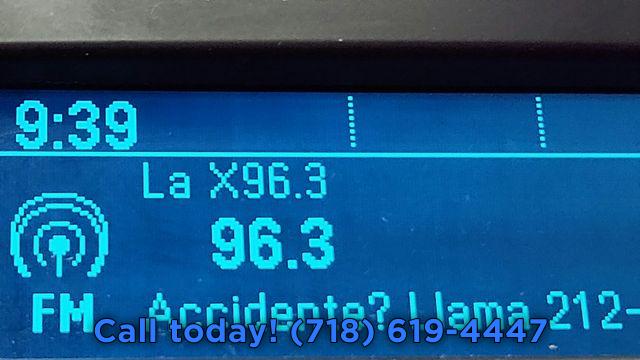 9:39
La X96.3
96.3
FM Accidente? Llama 212-
Call today! (718) 619-4447